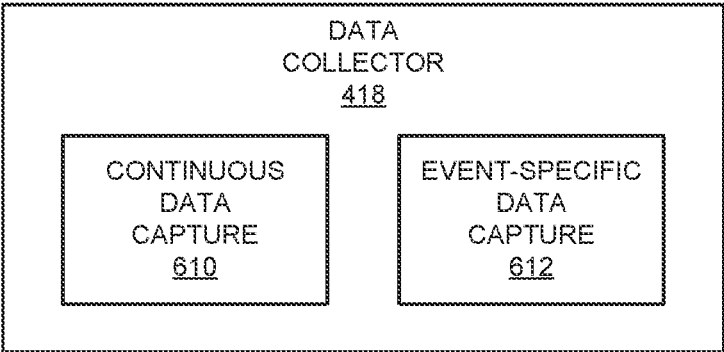 DATA
COLLECTOR
418
CONTINUOUS
DATA
CAPTURE
610
EVENT-SPECIFIC
DATA
CAPTURE
612